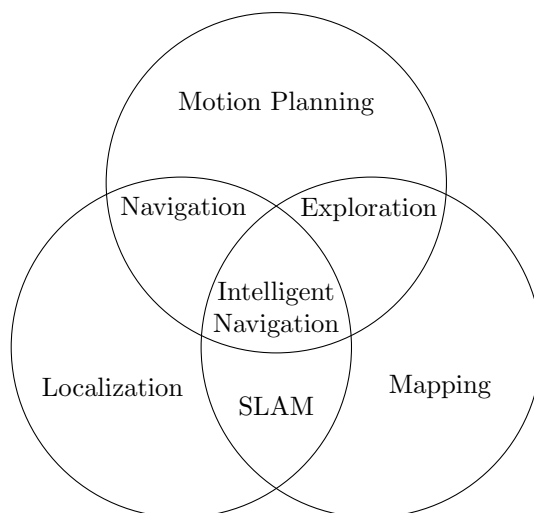 Motion Planning
Navigation
Exploration
Intelligent
Navigation
Localization
Mapping
SLAM